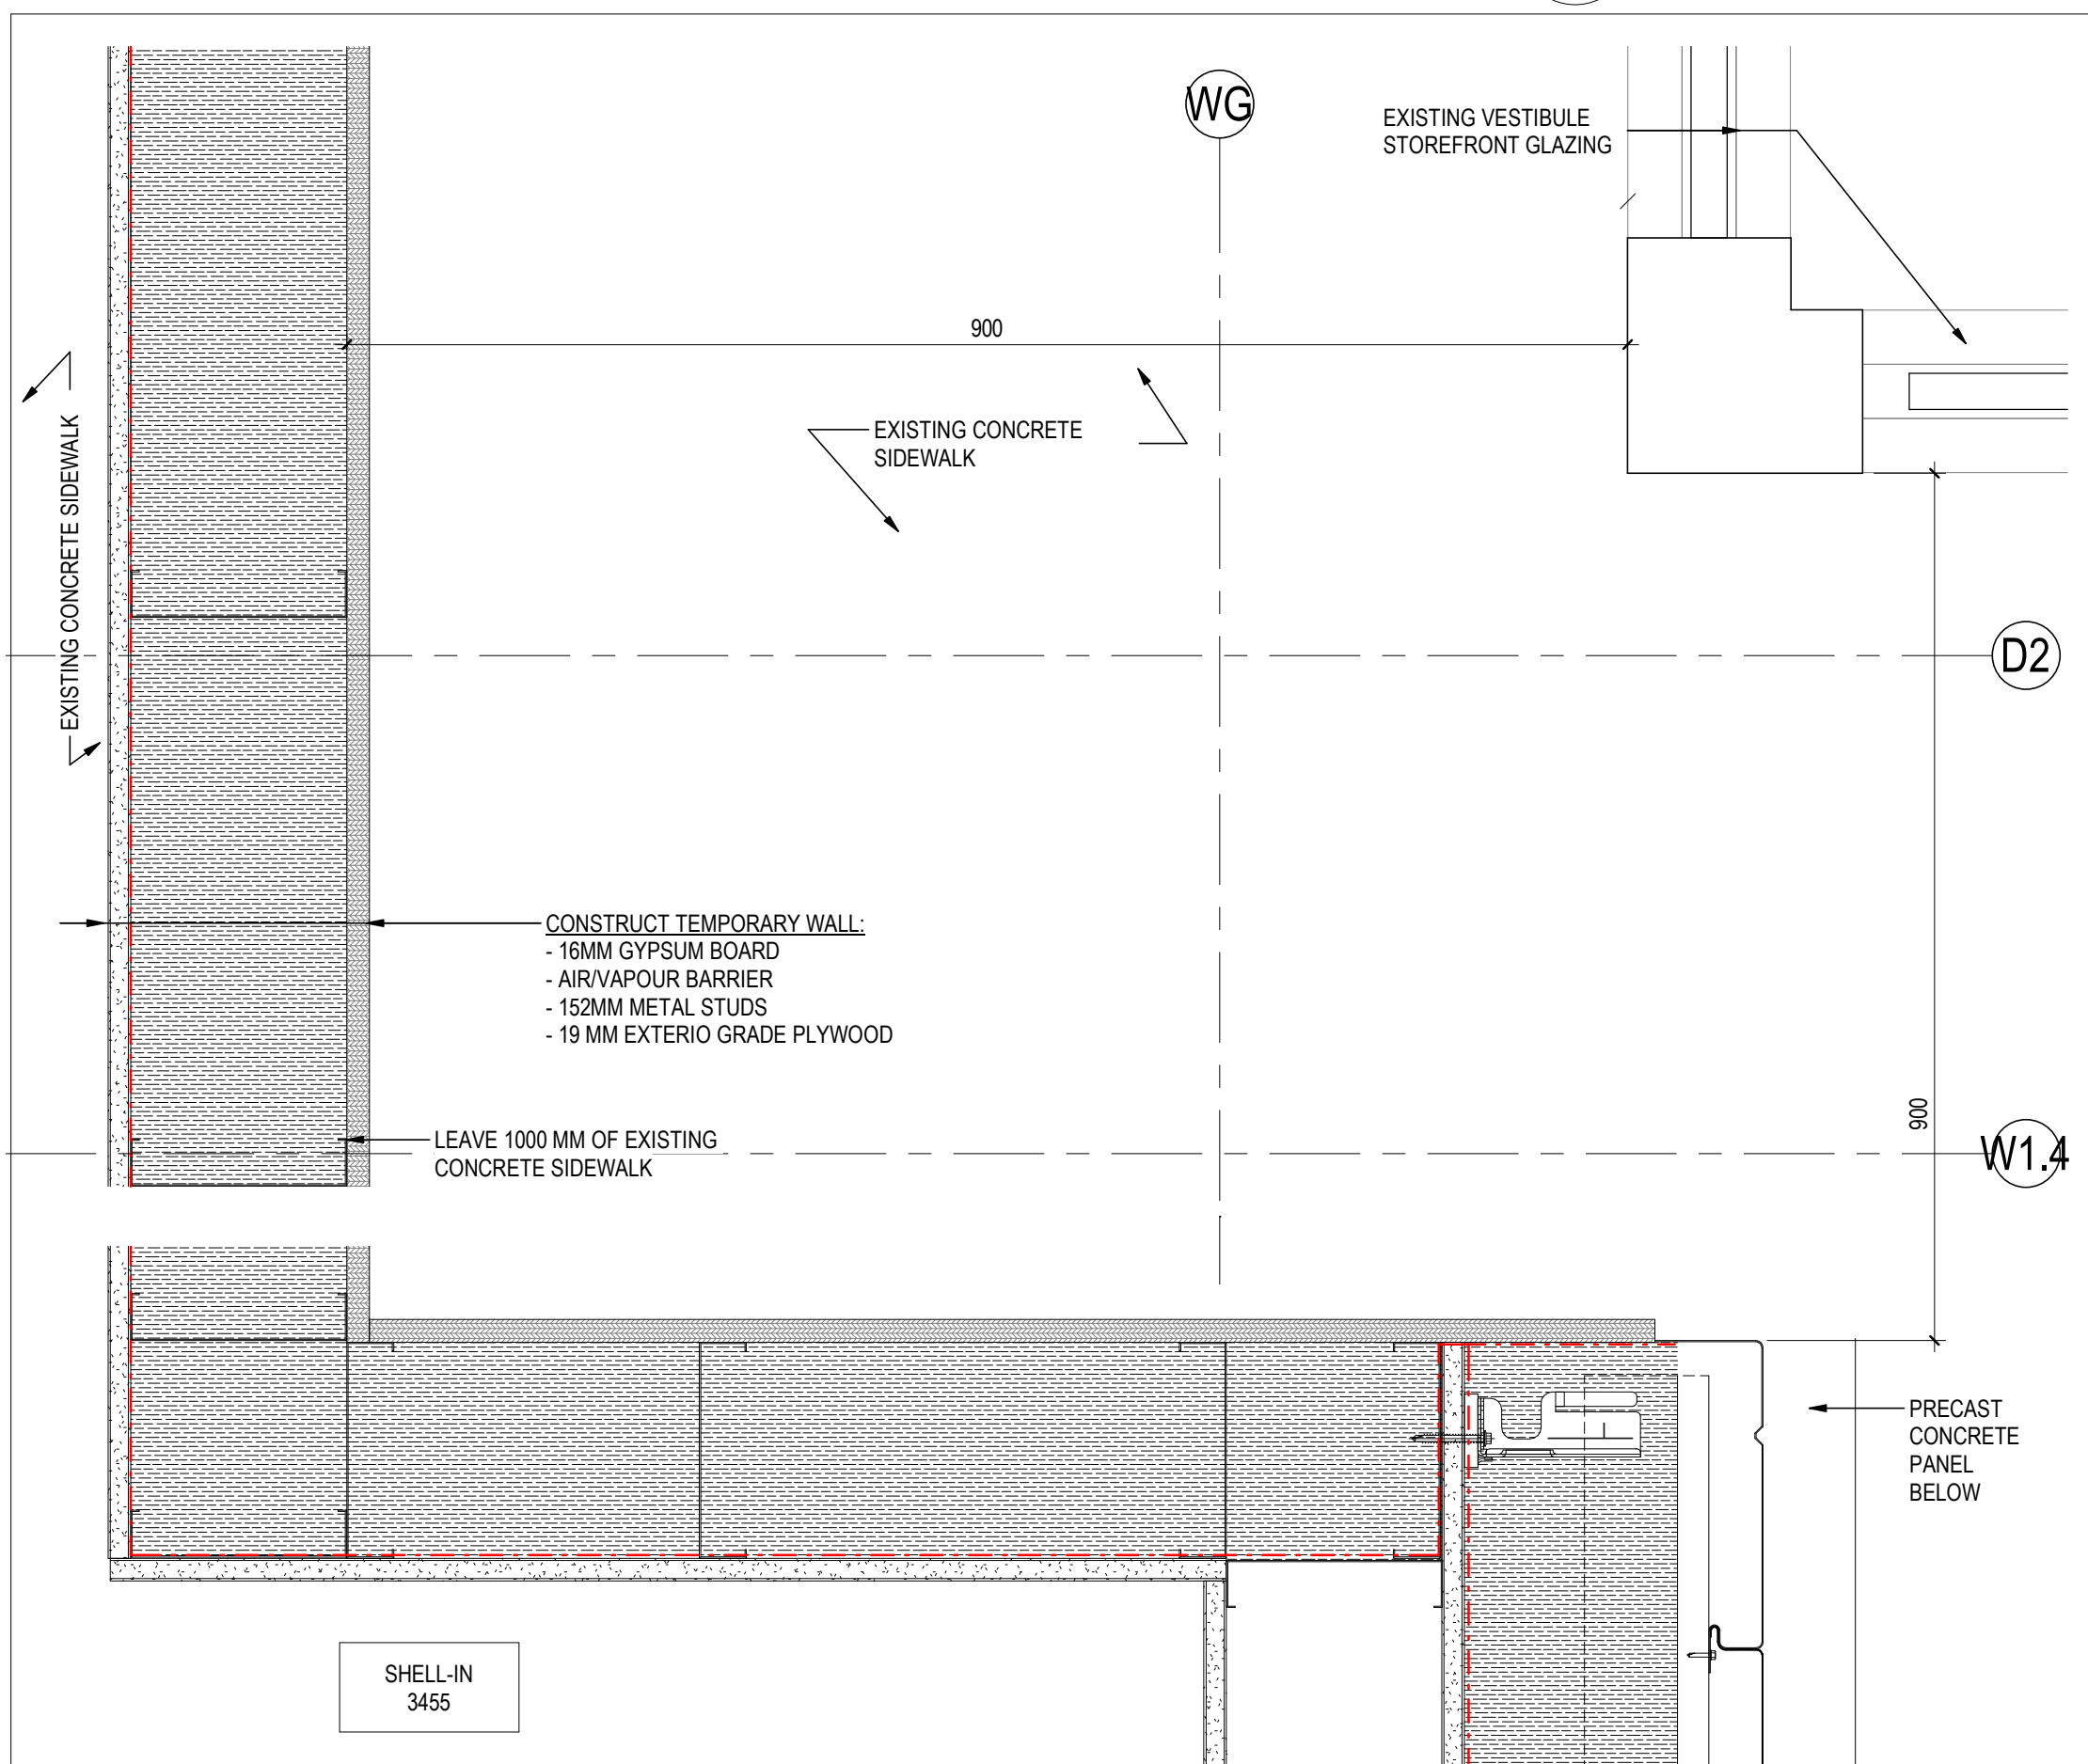 WG
EXISTING VESTIBULE
STOREFRONT GLAZING
900
EXISTING CONCRETE
SIDEWALK
EXISTING CONCRETE SIDEWALK
D2
CONSTRUCT TEMPORARY WALL:
- 16MM GYPSUM BOARD
- AIR/VAPOUR BARRIER
- 152MM METAL STUDS
- 19 MM EXTERIO GRADE PLYWOOD
900
LEAVE 1000 MM OF EXISTING
CONCRETE SIDEWALK
W1.4
PRECAST
CONCRETE
PANEL
BELOW
SHELL-IN
3455